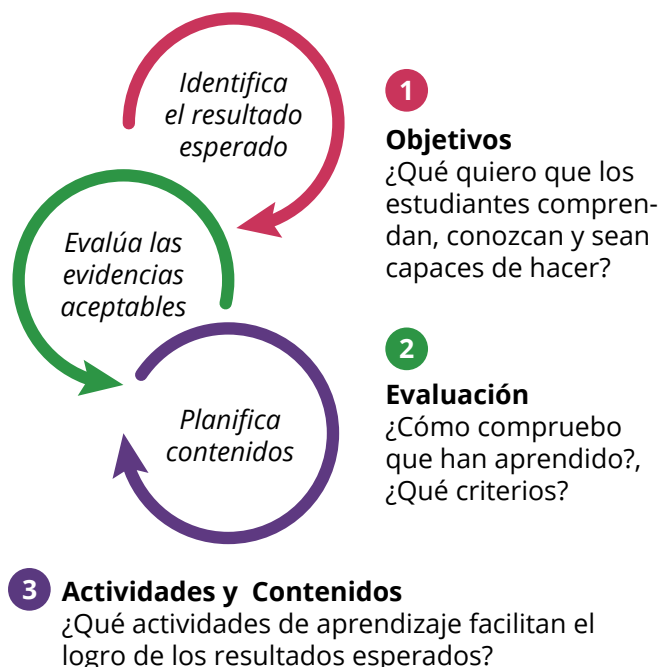 Identifica
el resultado
esperado
1
Objetivos
¿Qué quiero que los
estudiantes compren-
dan, conozcan y sean
capaces de hacer?
Evalúa las
evidencias
aceptables
2
Evaluación
¿Cómo compruebo
que han aprendido?,
¿Qué criterios?
Planifica
contenidos
3 Actividades y  Contenidos
¿Qué actividades de aprendizaje facilitan el
logro de los resultados esperados?